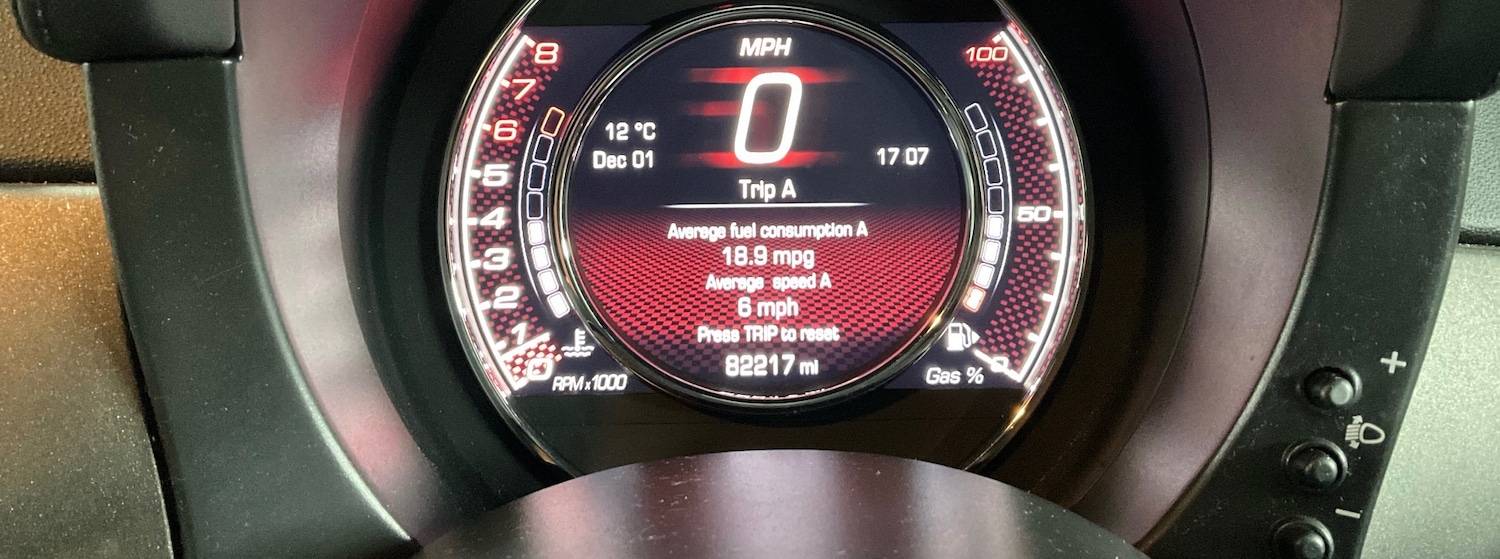 MPH
0
12 °C
Dec 01
17:07
Trip A
Average fuel consumption A
18.9 mpg
Average speed A
6 mph
Press TRIP to reset
82217 mi
8
7
6
5
4
3
2
1
0
RPM x1000
100
50
0
Gas %
+